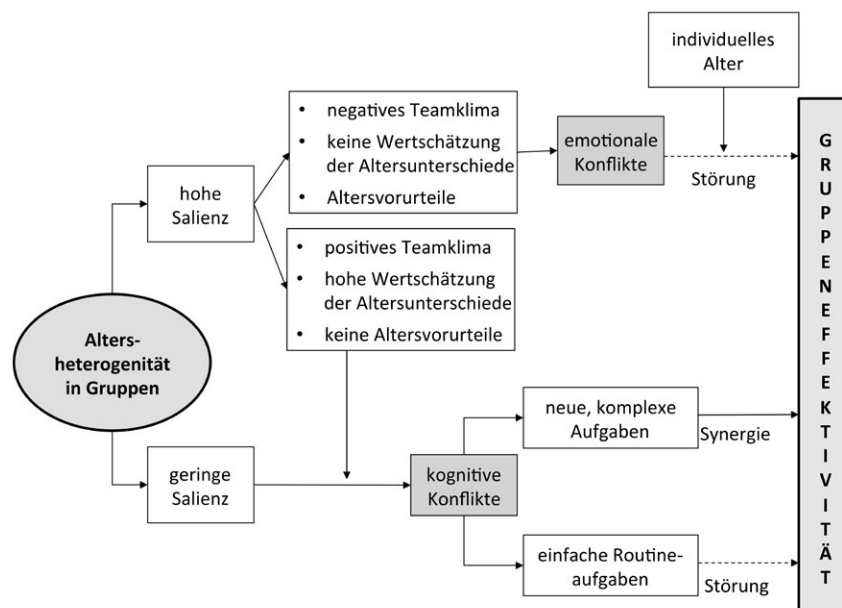 individuelles
Alter
• negatives Teamklima
• keine Wertschätzung
der Altersunterschiede
• Altersvorurteile
emotionale
Konflikte
Störung
hohe
Salienz
• positives Teamklima
• hohe Wertschätzung
der Altersunterschiede
• keine Altersvorurteile
Alters-
heterogenität
in Gruppen
neue, komplexe
Aufgaben
Synergie
geringe
Salienz
kognitive
Konflikte
einfache Routine-
aufgaben
Störung
GRUPPENEFFEKTIVITÄT